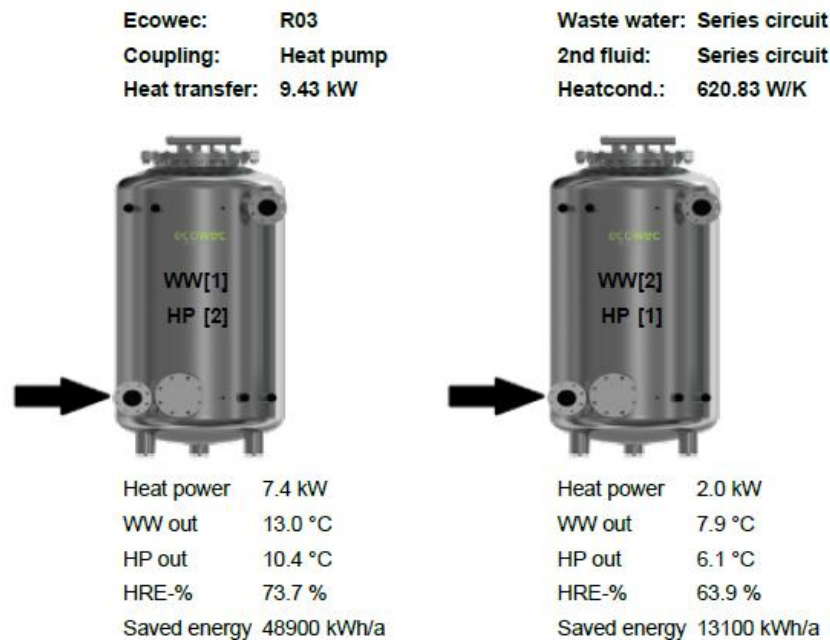 Ecowec: R03
Coupling: Heat pump
Heat transfer: 9.43 kW
Waste water: Series circuit
2nd fluid: Series circuit
Heatcond.: 620.83 W/K
ecowec
WW[1]
HP [2]
Heat power 7.4 kW
WW out 13.0 °C
HP out 10.4 °C
HRE-% 73.7 %
Saved energy 48900 kWh/a
ecowec
WW[2]
HP [1]
Heat power 2.0 kW
WW out 7.9 °C
HP out 6.1 °C
HRE-% 63.9 %
Saved energy 13100 kWh/a